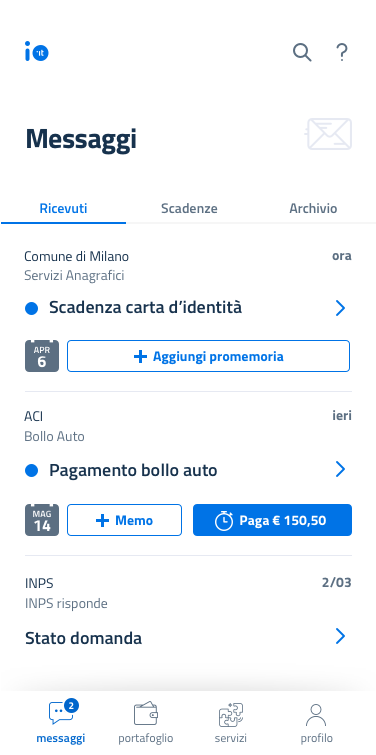 io it
?
Messaggi
Ricevuti Scadenze Archivio
Comune di Milano ora
Servizi Anagrafici
Scadenza carta d’identità
APR
6
Aggiungi promemoria
ACI ieri
Bollo Auto
Pagamento bollo auto
MAG
14
Memo Paga € 150,50
INPS 2/03
INPS risponde
Stato domanda
2
messaggi portafoglio servizi profilo